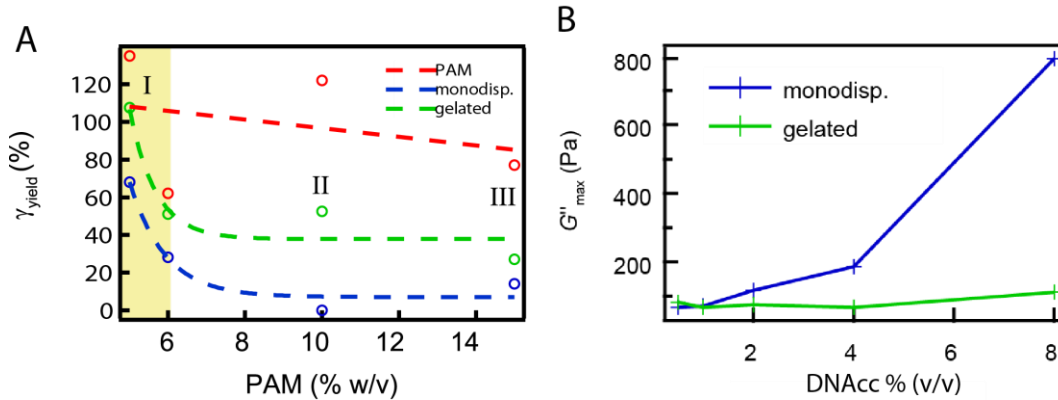 A
γyield (%)
120
100
80
60
40
20
0
I
II
III
PAM
monodisp.
gelated
6
8
10
12
14
PAM (% w/v)
B
G''max (Pa)
800
600
400
200
monodisp.
gelated
2
4
6
8
DNAcc % (v/v)